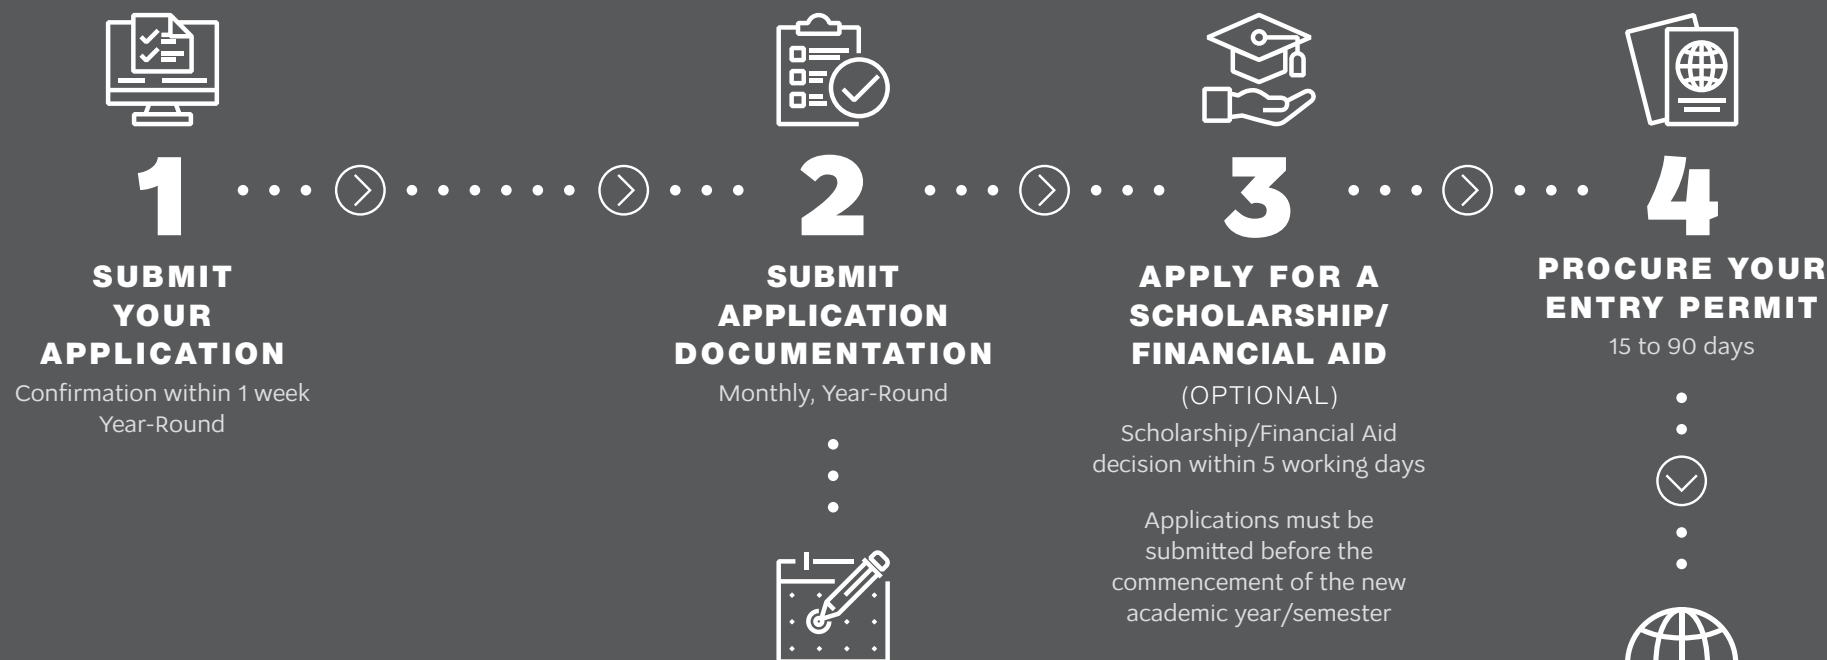 1
SUBMIT
YOUR
APPLICATION
Confirmation within 1 week
Year-Round
2
SUBMIT
APPLICATION
DOCUMENTATION
Monthly, Year-Round
3
APPLY FOR A
SCHOLARSHIP/
FINANCIAL AID
(OPTIONAL)
Scholarship/Financial Aid
decision within 5 working days
Applications must be
submitted before the
commencement of the new
academic year/semester
4
PROCURE YOUR
ENTRY PERMIT
15 to 90 days